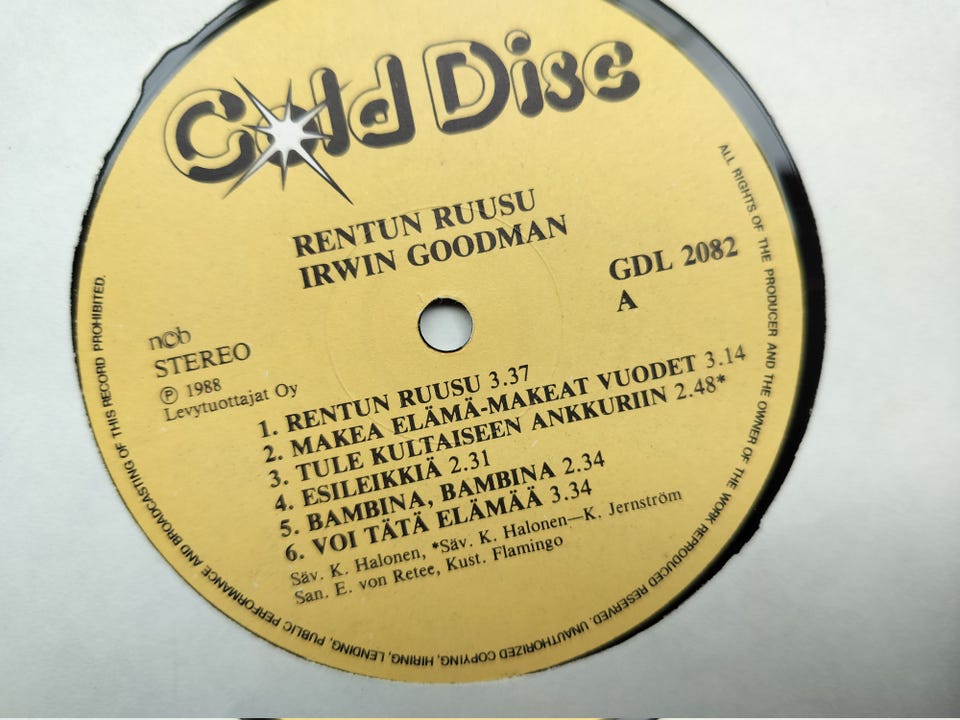 Gold Disc
RENTUN RUUSU
IRWIN GOODMAN
GDL 2082
A
ncb
STEREO
℗ 1988
Levytuottajat Oy
1. RENTUN RUUSU 3.37
2. MAKEA ELÄMÄ-MAKEAT VUODET 3.14
3. TULE KULTAISEEN ANKKURIIN 2.48*
4. ESILEIKKIÄ 2.31
5. BAMBINA, BAMBINA 2.34
6. VOI TÄTÄ ELÄMÄÄ 3.34
Säv. K. Halonen, *Säv. K. Halonen—K. Jernström
San. E. von Retee, Kust. Flamingo
ALL RIGHTS OF THE PRODUCER AND THE OWNER OF THE WORK REPRODUCED RESERVED. UNAUTHORIZED COPYING, HIRING, LENDING, PUBLIC PERFORMANCE AND BROADCASTING OF THIS RECORD PROHIBITED.